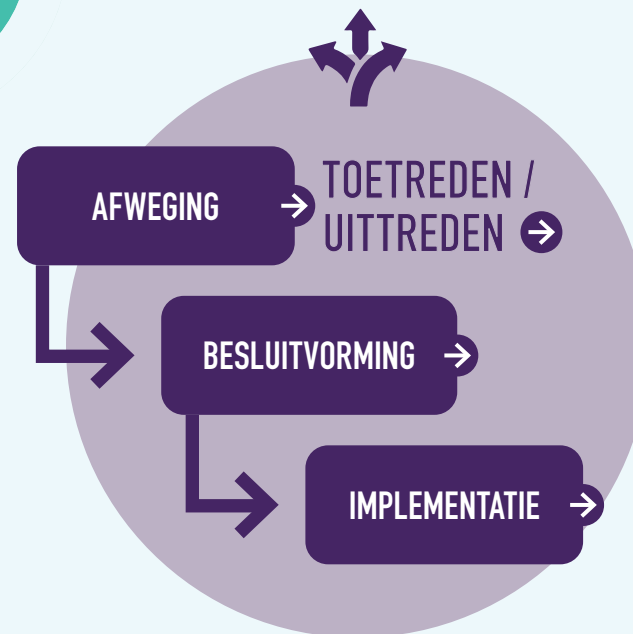 TOETREDEN /
UITTREDEN
AFWEGING
BESLUITVORMING
IMPLEMENTATIE